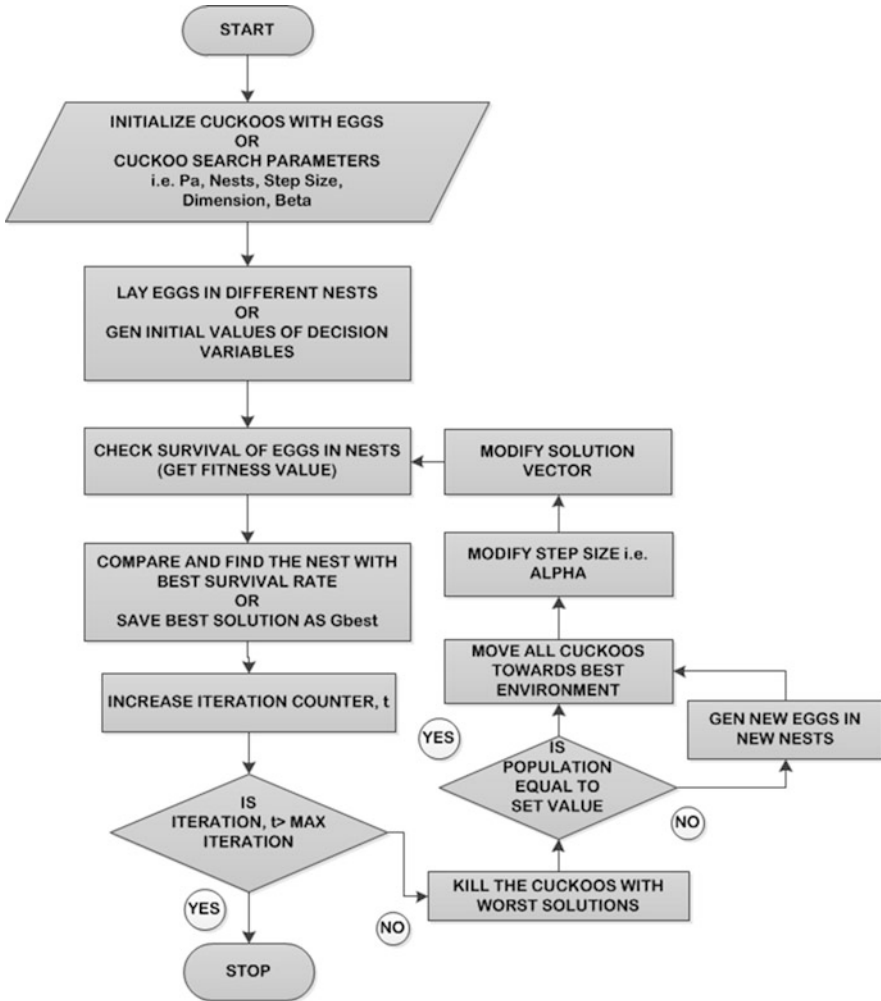 START
INITIALIZE CUCKOOS WITH EGGS
OR
CUCKOO SEARCH PARAMETERS
i.e. Pa, Nests, Step Size,
Dimension, Beta
LAY EGGS IN DIFFERENT NESTS
OR
GEN INITIAL VALUES OF DECISION
VARIABLES
CHECK SURVIVAL OF EGGS IN NESTS
(GET FITNESS VALUE)
COMPARE AND FIND THE NEST WITH
BEST SURVIVAL RATE
OR
SAVE BEST SOLUTION AS Gbest
INCREASE ITERATION COUNTER, t
IS
ITERATION, t> MAX
ITERATION
YES
STOP
NO
KILL THE CUCKOOS WITH
WORST SOLUTIONS
IS
POPULATION
EQUAL TO
SET VALUE
YES
NO
GEN NEW EGGS IN
NEW NESTS
MOVE ALL CUCKOOS
TOWARDS BEST
ENVIRONMENT
MODIFY STEP SIZE i.e.
ALPHA
MODIFY SOLUTION
VECTOR